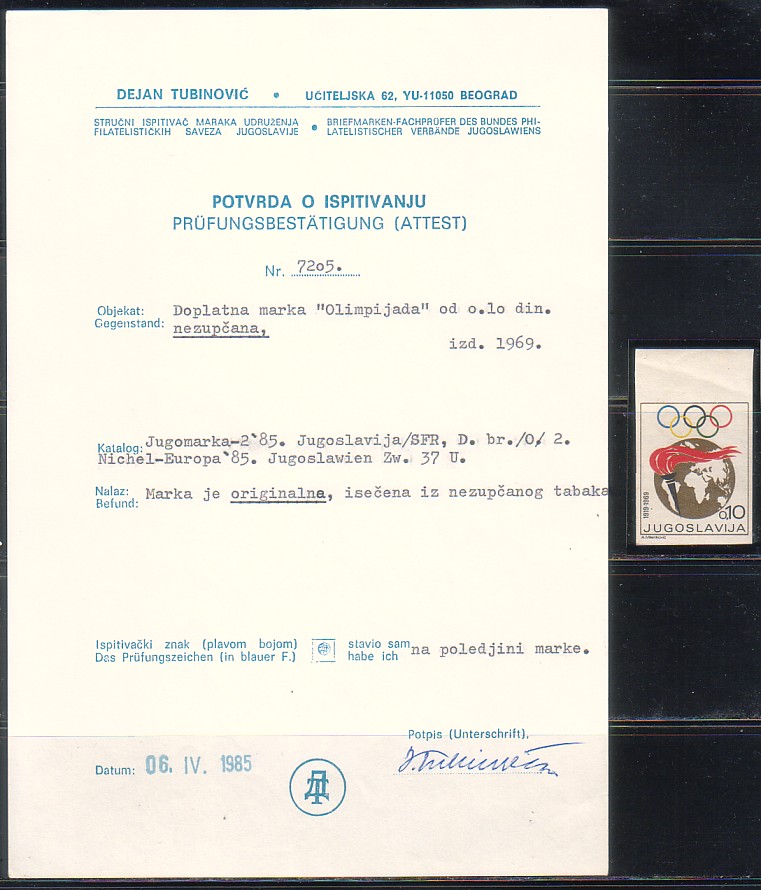 DEJAN TUBINOVIĆ • UČITELJSKA 62, YU-11050 BEOGRAD
STRUČNI ISPITIVAČ MARAKA UDRUŽENJA
FILATELISTIČKIH SAVEZA JUGOSLAVIJE
•
BRIEFMARKEN-FACHPRÜFER DES BUNDES PHI-
LATELISTISCHER VERBÄNDE JUGOSLAWIENS
POTVRDA O ISPITIVANJU
PRÜFUNGSBESTÄTIGUNG (ATTEST)
Nr. 72o5.
Objekat:
Gegenstand:
Doplatna marka "Olimpijada" od o.lo din.
nezupčana,
izd. 1969.
Katalog: Jugomarka-2`85. Jugoslavija/SFR, D. br./O/ 2.
Nichel-Europa`85. Jugoslawien Zw. 37 U.
Nalaz:
Befund:
Marka je originalna, isečena iz nezupčanog tabaka
Ispitivački znak (plavom bojom)
Das Prüfungszeichen (in blauer F.)
stavio sam
habe ich
na poledjini marke.
Potpis (Unterschrift),
Datum: 06. IV. 1985
1919-1969
0,10
JUGOSLAVIJA